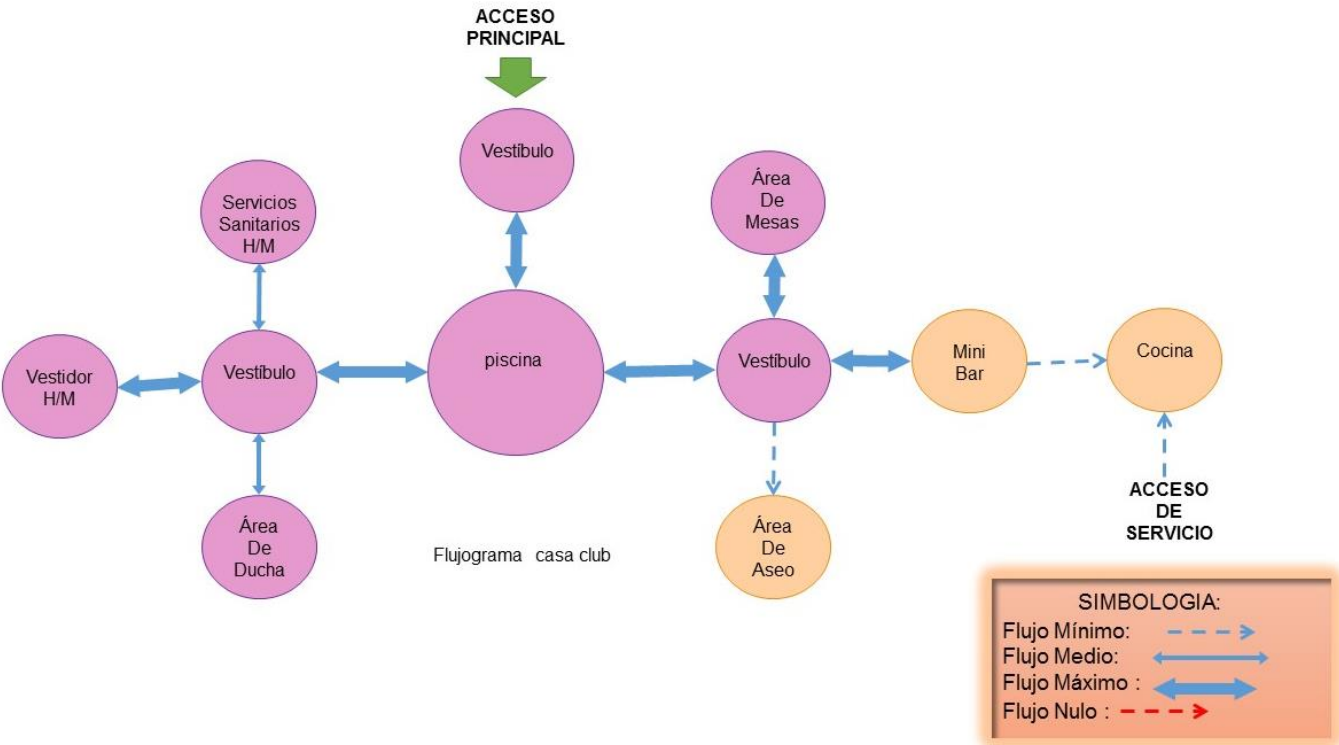 ACCESO
PRINCIPAL
Vestíbulo
Servicios
Sanitarios
H/M
Área
De
Mesas
Vestidor
H/M
Vestíbulo
piscina
Vestíbulo
Mini
Bar
Cocina
Área
De
Ducha
Flujograma casa club
Área
De
Aseo
ACCESO
DE
SERVICIO
SIMBOLOGIA:
Flujo Mínimo:
Flujo Medio:
Flujo Máximo :
Flujo Nulo :